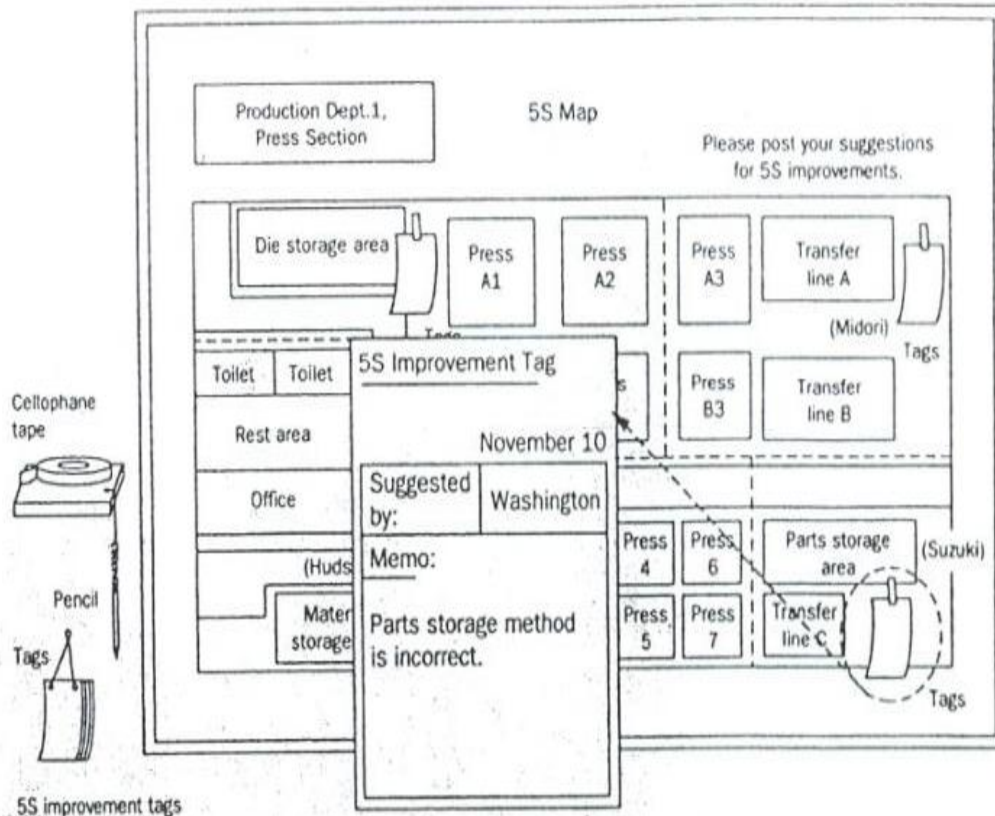 Production Dept.1,
Press Section
5S Map
Please post your suggestions
for 5S improvements.
Die storage area
Press
A1
Press
A2
Press
A3
Transfer
line A
(Midori)
Tags
Toilet
Toilet
Rest area
Office
Press
B3
Transfer
line B
5S Improvement Tag
November 10
Suggested
by:
Washington
Memo:
Parts storage method
is incorrect.
(Huds
Mater
storage
Press
4
Press
6
Parts storage
area
(Suzuki)
Press
5
Press
7
Transfer
line C
Tags
Cellophane
tape
Pencil
Tags
5S improvement tags